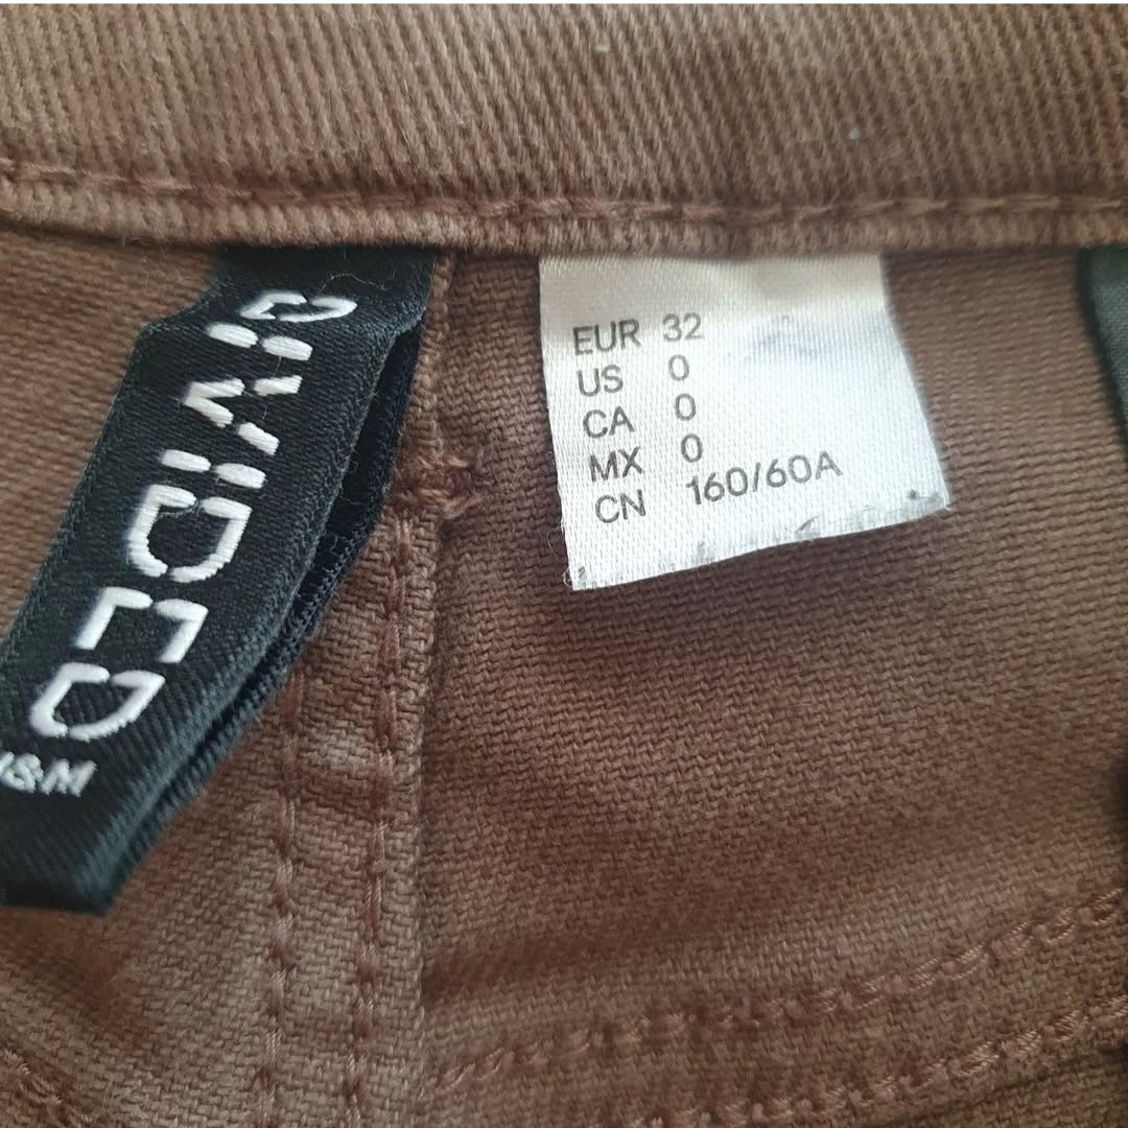 DIVIDED
H&M
EUR 32
US 0
CA 0
MX 0
CN 160/60A